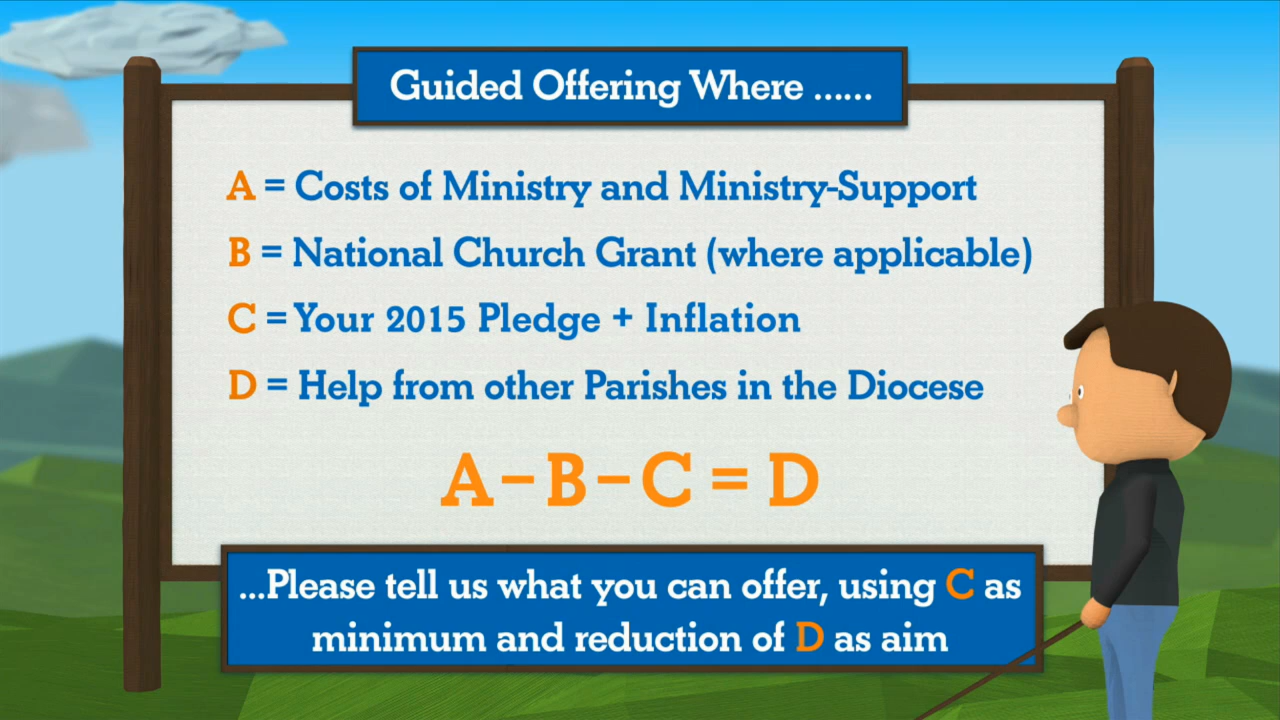 Guided Offering Where ......
A = Costs of Ministry and Ministry-Support
B = National Church Grant (where applicable)
C = Your 2015 Pledge + Inflation
D = Help from other Parishes in the Diocese
A – B – C = D
...Please tell us what you can offer, using C as
minimum and reduction of D as aim